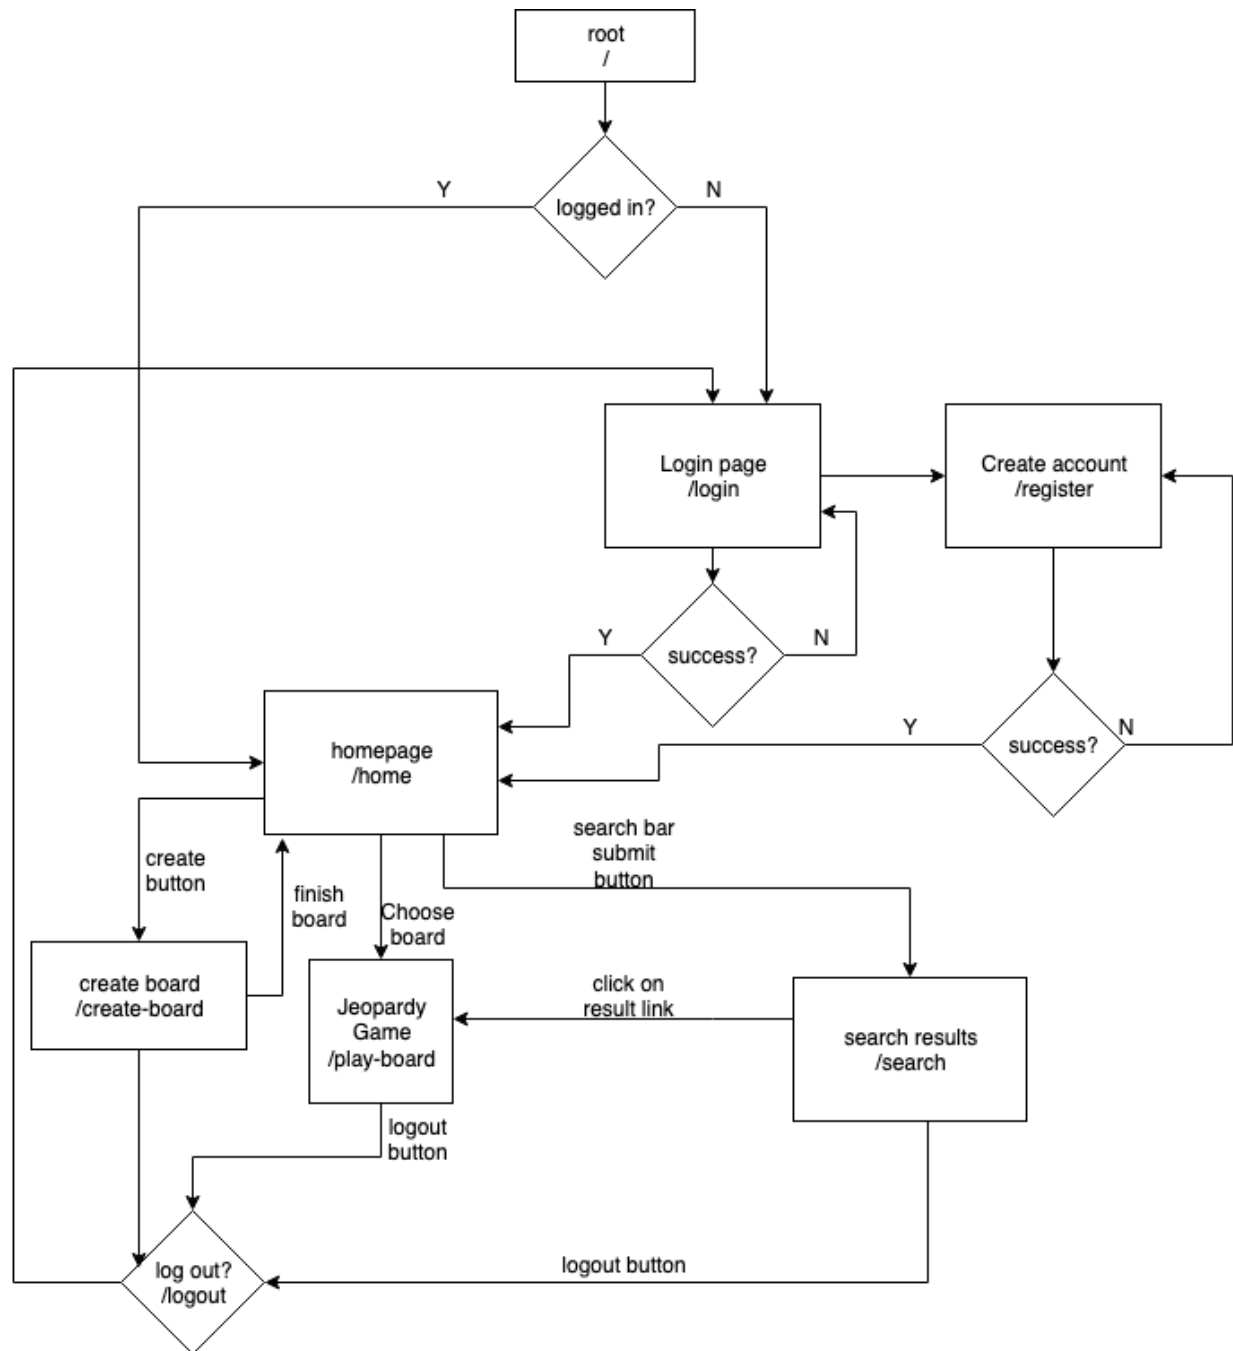 root
/
Y
N
logged in?
Login page
/login
Create account
/register
Y
success?
N
Y
success?
N
homepage
/home
search bar
submit
button
create
button
finish
board
Choose
board
create board
/create-board
Jeopardy
Game
/play-board
click on
result link
search results
/search
logout
button
log out?
/logout
logout button